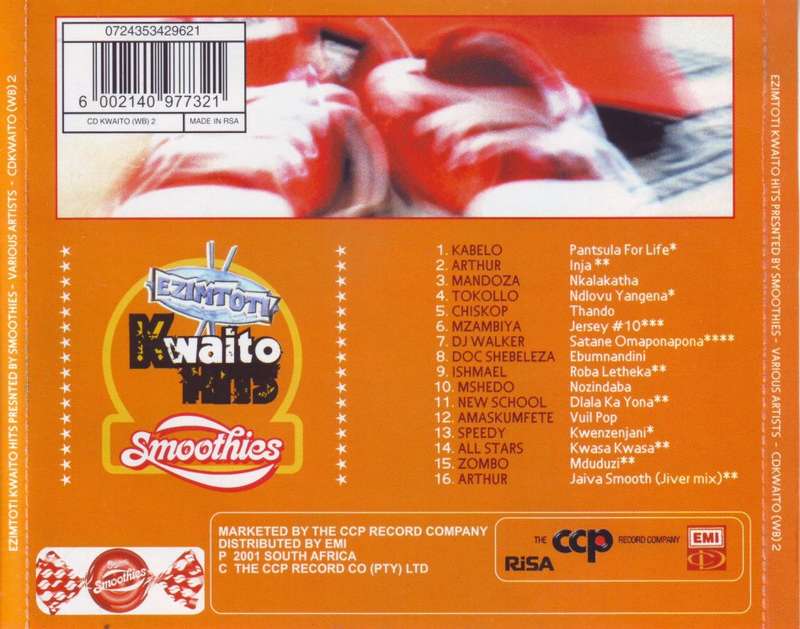 0724353429621
6 002140 977321
CD KWAITO (WB) 2
MADE IN RSA
EZIMTOTI KWAITO HITS PRESNTED BY SMOOTHIES - VARIOUS ARTISTS - CDKWAITO (WB) 2
EZIMTOTI KWAITO HITS PRESNTED BY SMOOTHIES - VARIOUS ARTISTS - CDKWAITO (WB) 2
EZIMTOTI
Kwaito
Hits
Smoothies
1. KABELO Pantsula For Life*
2. ARTHUR Inja **
3. MANDOZA Nkalakatha
4. TOKOLLO Ndlovu Yangena*
5. CHISKOP Thando
6. MZAMBIYA Jersey #10***
7. DJ WALKER Satane Omaponapona****
8. DOC SHEBELEZA Ebumnandini
9. ISHMAEL Roba Letheka**
10. MSHEDO Nozindaba
11. NEW SCHOOL Dlala Ka Yona**
12. AMASKUMFETE Vuil Pop
13. SPEEDY Kwenzenjani*
14. ALL STARS Kwasa Kwasa**
15. ZOMBO Mduduzi**
16. ARTHUR Jaiva Smooth (Jiver mix)**
Smoothies
MARKETED BY THE CCP RECORD COMPANY
DISTRIBUTED BY EMI
P 2001 SOUTH AFRICA
C THE CCP RECORD CO (PTY) LTD
THE ccp RECORD COMPANY
RiSA
EMI